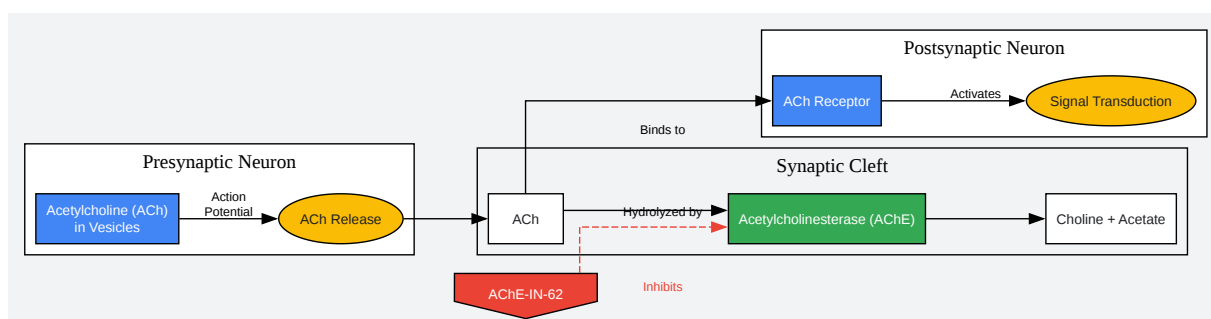 Postsynaptic Neuron
ACh Receptor
Activates
Signal Transduction
Binds to
Presynaptic Neuron
Acetylcholine (ACh)
in Vesicles
Action
Potential
ACh Release
Synaptic Cleft
ACh
Hydrolyzed by
Acetylcholinesterase (AChE)
Choline + Acetate
AChE-IN-62
Inhibits